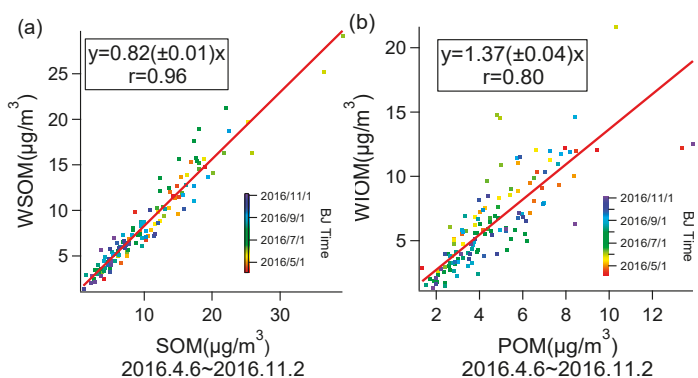 (a)
y=0.82(±0.01)x
r=0.96
WSOM(µg/m³)
25
20
15
10
5
2016/11/1
2016/9/1
2016/7/1
2016/5/1
BJ Time
10
20
30
SOM(µg/m³)
2016.4.6~2016.11.2
(b)
y=1.37(±0.04)x
r=0.80
WIOM(µg/m³)
20
15
10
5
2016/11/1
2016/9/1
2016/7/1
2016/5/1
BJ Time
2
4
6
8
10
12
POM(µg/m³)
2016.4.6~2016.11.2